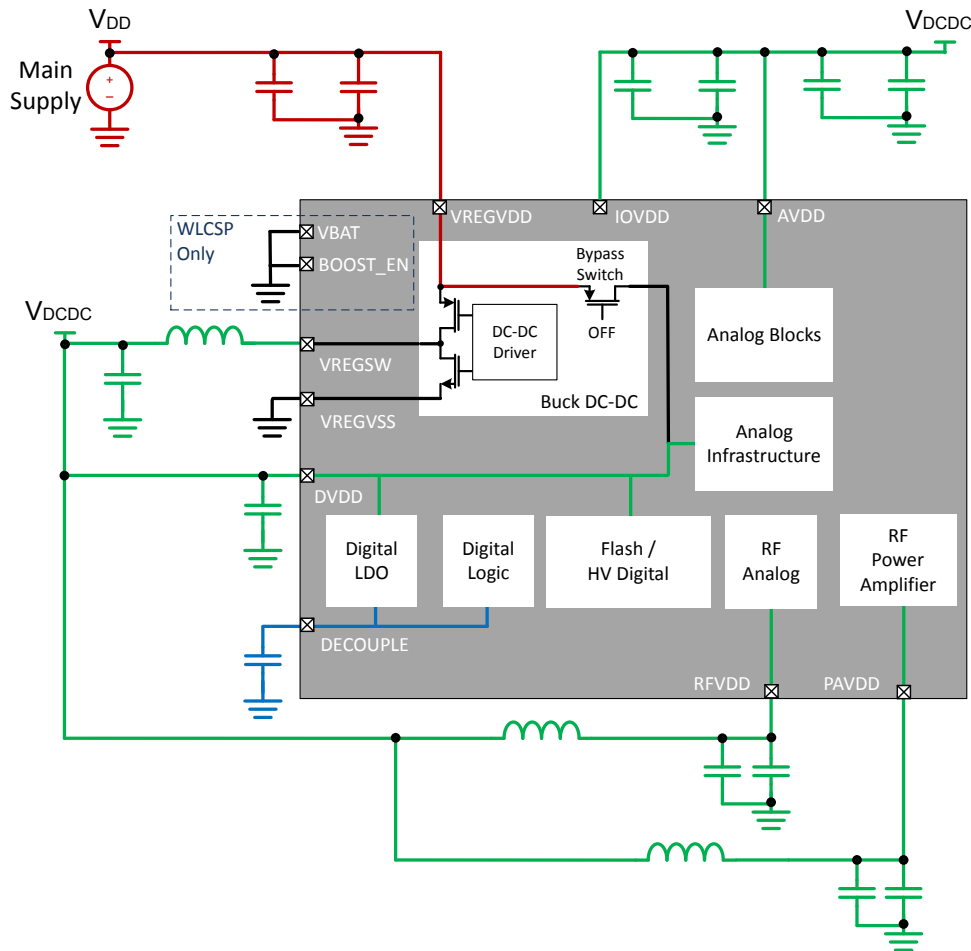 VDD
VDCDC
Main
Supply
+
−
VREGVDD
IOVDD
AVDD
WLCSP
Only
VBAT
BOOST_EN
Bypass
Switch
OFF
DC-DC
Driver
Buck DC-DC
Analog Blocks
VDCDC
VREGSW
VREGVSS
Analog
Infrastructure
DVDD
Digital
LDO
Digital
Logic
Flash /
HV Digital
RF
Analog
RF
Power
Amplifier
DECOUPLE
RFVDD
PAVDD